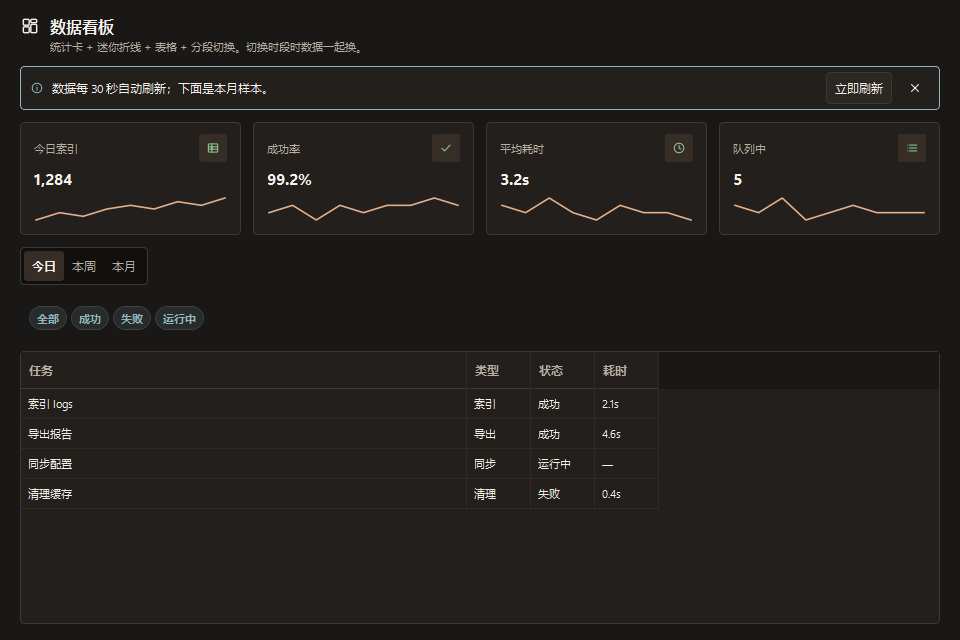 数据看板
统计卡 + 迷你折线 + 表格 + 分段切换。切换时段时数据一起换。
数据每 30 秒自动刷新；下面是本月样本。 立即刷新
今日索引 成功率 平均耗时 队列中
1,284 99.2% 3.2s 5
今日 本周 本月
全部 成功 失败 运行中
任务 类型 状态 耗时
索引 logs 索引 成功 2.1s
导出报告 导出 成功 4.6s
同步配置 同步 运行中 —
清理缓存 清理 失败 0.4s